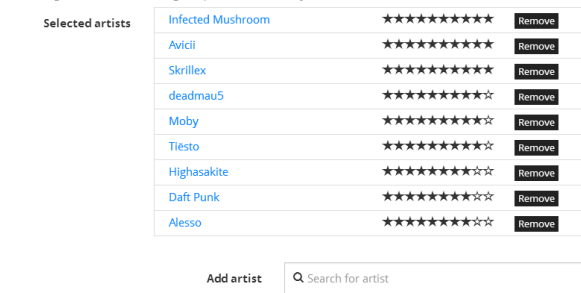 Selected artists
Infected Mushroom ★★★★★★★★★★ Remove
Avicii ★★★★★★★★★★ Remove
Skrillex ★★★★★★★★★★ Remove
deadmau5 ★★★★★★★★★☆ Remove
Moby ★★★★★★★★★☆ Remove
Tiësto ★★★★★★★★★☆ Remove
Highasakite ★★★★★★★★☆☆ Remove
Daft Punk ★★★★★★★★☆☆ Remove
Alesso ★★★★★★★★☆☆ Remove
Add artist Search for artist